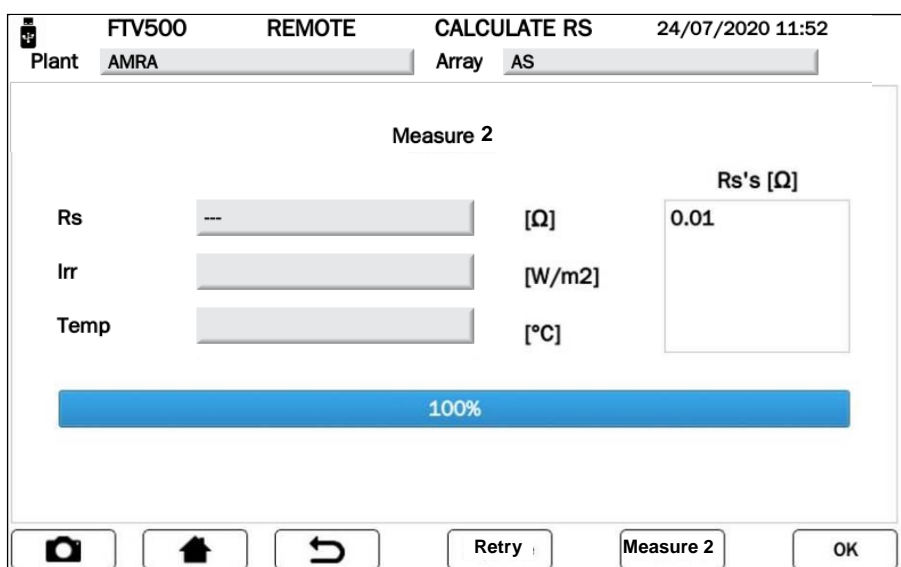 FTV500 REMOTE CALCULATE RS 24/07/2020 11:52
Plant AMRA Array AS
Measure 2
Rs's [Ω]
Rs --- [Ω] 0.01
Irr [W/m2]
Temp [°C]
100%
Retry Measure 2 OK